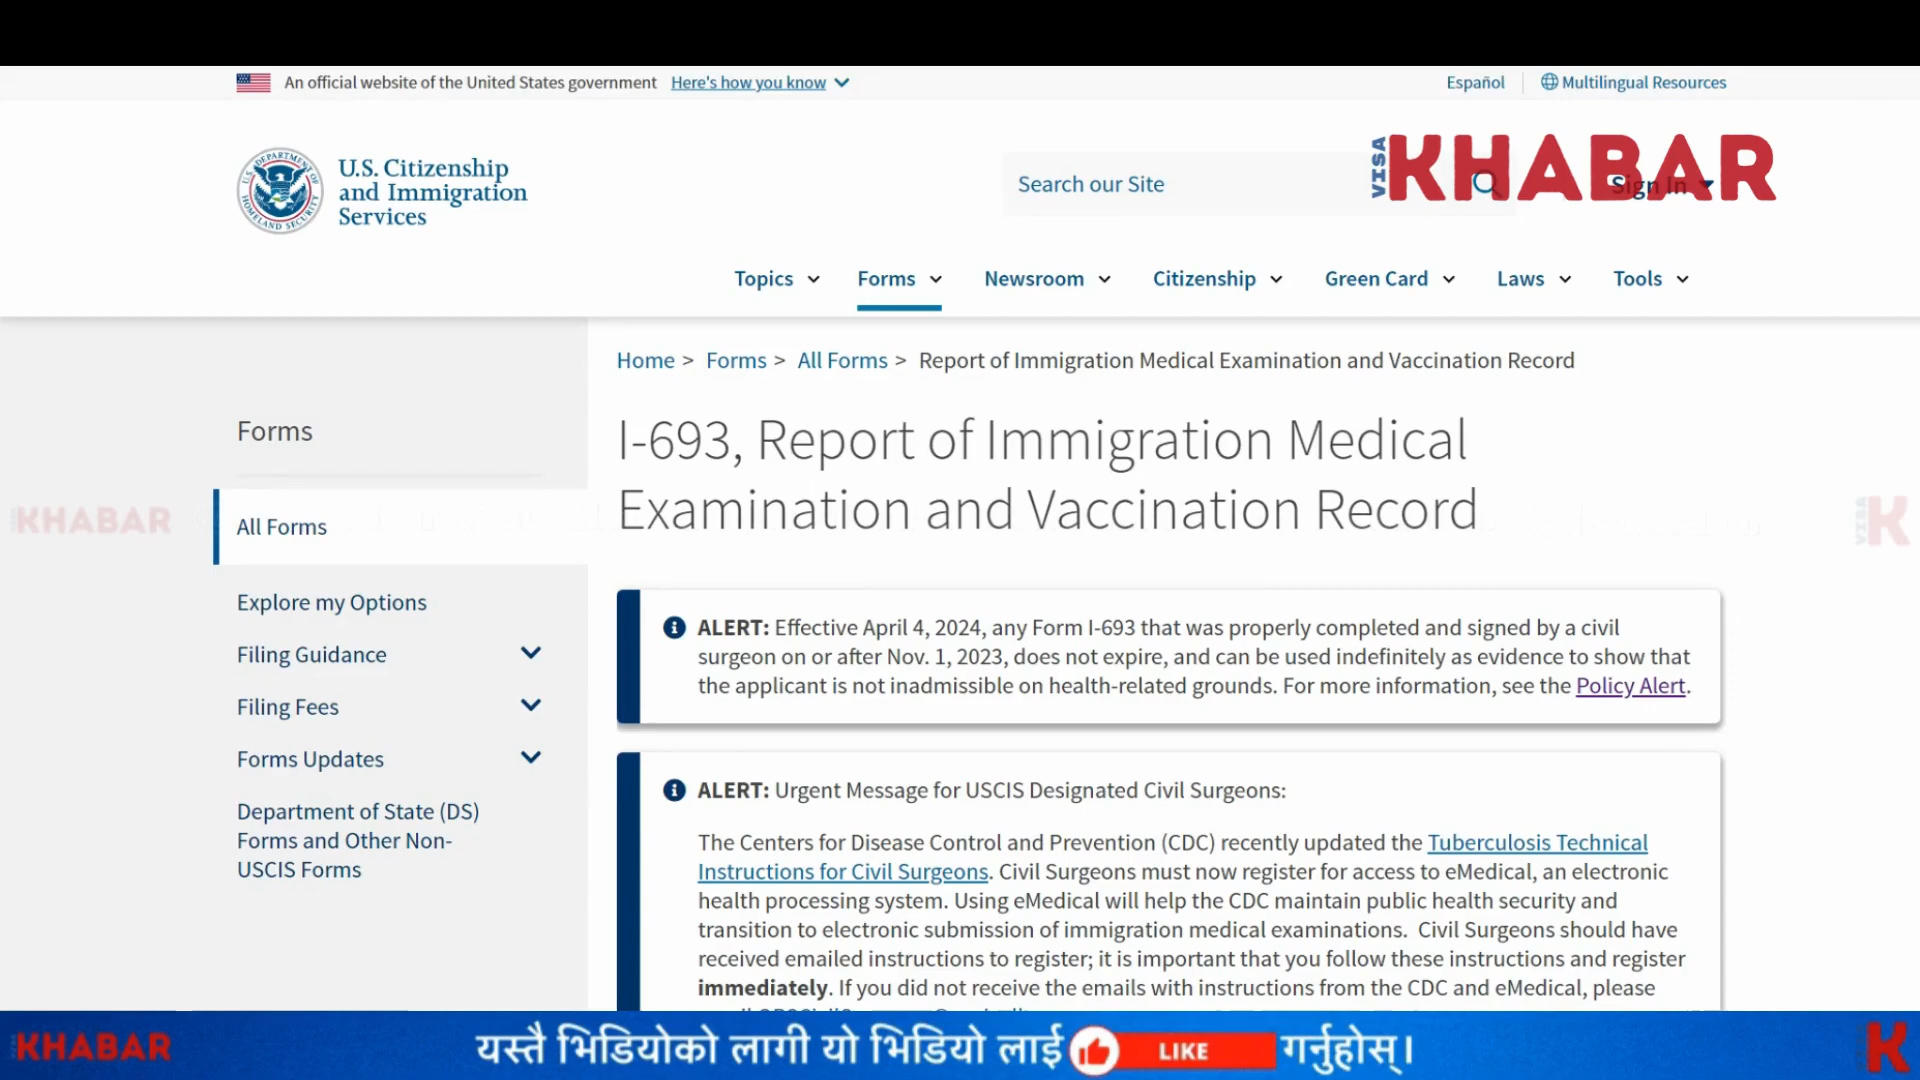 An official website of the United States government Here's how you know
Español
Multilingual Resources
U.S. Citizenship
and Immigration
Services
Search our Site
Sign In
VISA
KHABAR
Topics Forms Newsroom Citizenship Green Card Laws Tools
Home > Forms > All Forms > Report of Immigration Medical Examination and Vaccination Record
Forms
All Forms
Explore my Options
Filing Guidance
Filing Fees
Forms Updates
Department of State (DS)
Forms and Other Non-
USCIS Forms
I-693, Report of Immigration Medical
Examination and Vaccination Record
KHABAR
VISA
K
ALERT: Effective April 4, 2024, any Form I-693 that was properly completed and signed by a civil
surgeon on or after Nov. 1, 2023, does not expire, and can be used indefinitely as evidence to show that
the applicant is not inadmissible on health-related grounds. For more information, see the Policy Alert.
ALERT: Urgent Message for USCIS Designated Civil Surgeons:
The Centers for Disease Control and Prevention (CDC) recently updated the Tuberculosis Technical
Instructions for Civil Surgeons. Civil Surgeons must now register for access to eMedical, an electronic
health processing system. Using eMedical will help the CDC maintain public health security and
transition to electronic submission of immigration medical examinations. Civil Surgeons should have
received emailed instructions to register; it is important that you follow these instructions and register
immediately. If you did not receive the emails with instructions from the CDC and eMedical, please
KHABAR
यस्तै भिडियोको लागी यो भिडियो लाई LIKE गर्नुहोस्।
K